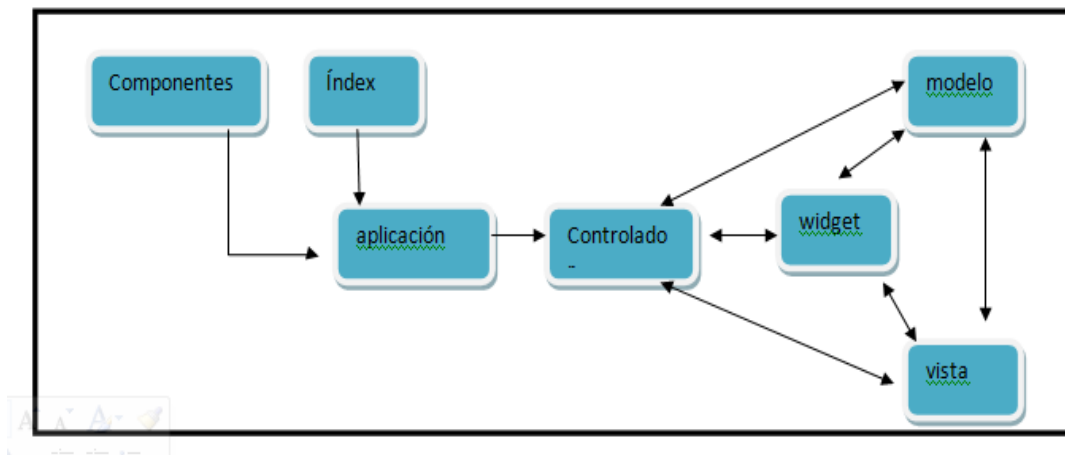 Componentes
Índex
modelo
aplicación
Controlado
widget
vista